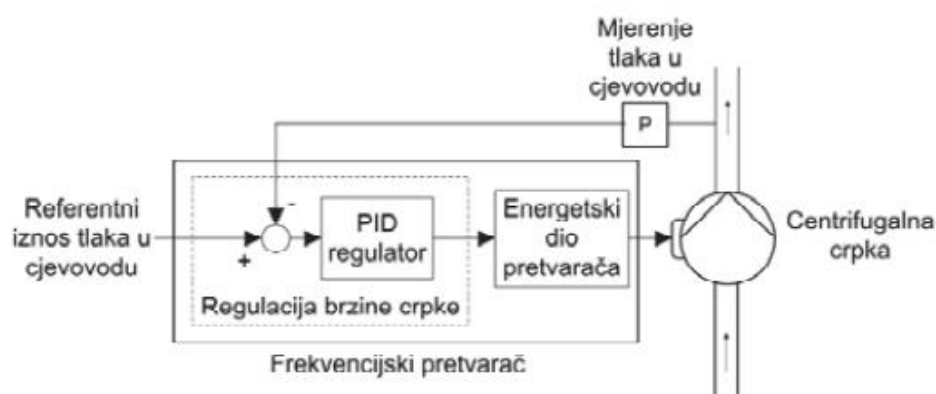 Mjerenje
tlaka u
cjevovodu
P
Referentni
iznos tlaka u
cjevovodu
-
+
PID
regulator
Energetski
dio
pretvarača
Centrifugalna
crpka
Regulacija brzine crpke
Frekvencijski pretvarač